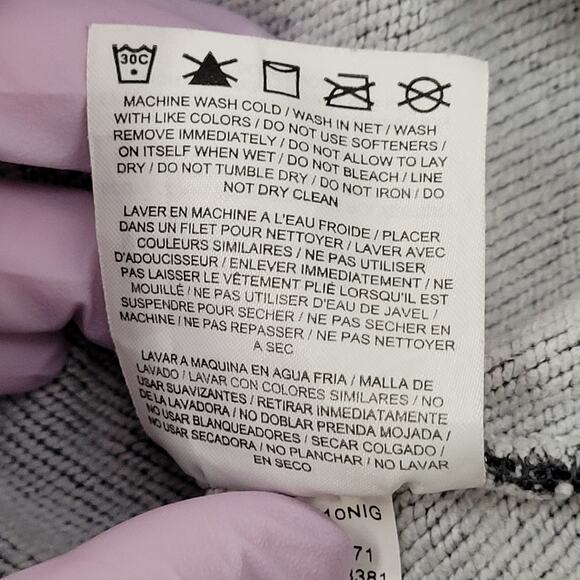 30C
MACHINE WASH COLD / WASH IN NET / WASH
WITH LIKE COLORS / DO NOT USE SOFTENERS /
REMOVE IMMEDIATELY / DO NOT ALLOW TO LAY
ON ITSELF WHEN WET / DO NOT BLEACH / LINE
DRY / DO NOT TUMBLE DRY / DO NOT IRON / DO
NOT DRY CLEAN
LAVER EN MACHINE A L'EAU FROIDE / PLACER
DANS UN FILET POUR NETTOYER / LAVER AVEC
COULEURS SIMILAIRES / NE PAS UTILISER
D'ADOUCISSEUR / ENLEVER IMMEDIATEMENT / NE
PAS LAISSER LE VÊTEMENT PLIÉ LORSQU'IL EST
MOUILLÉ / NE PAS UTILISER D'EAU DE JAVEL /
SUSPENDRE POUR SECHER / NE PAS SECHER EN
MACHINE / NE PAS REPASSER / NE PAS NETTOYER
A SEC
LAVAR A MAQUINA EN AGUA FRIA / MALLA DE
LAVADO / LAVAR CON COLORES SIMILARES / NO
USAR SUAVIZANTES / RETIRAR INMEDIATAMENTE
DE LA LAVADORA / NO DOBLAR PRENDA MOJADA /
NO USAR BLANQUEADORES / SECAR COLGADO /
NO USAR SECADORA / NO PLANCHAR / NO LAVAR
EN SECO
10NIG
71
381